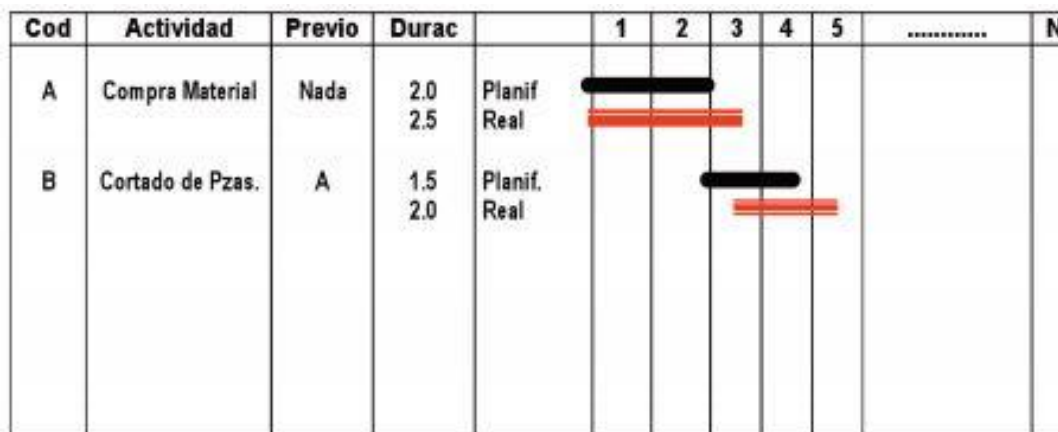 Cod Actividad Previo Durac 1 2 3 4 5 ............ N
A Compra Material Nada 2.0 Planif
2.5 Real
B Cortado de Pzas. A 1.5 Planif.
2.0 Real